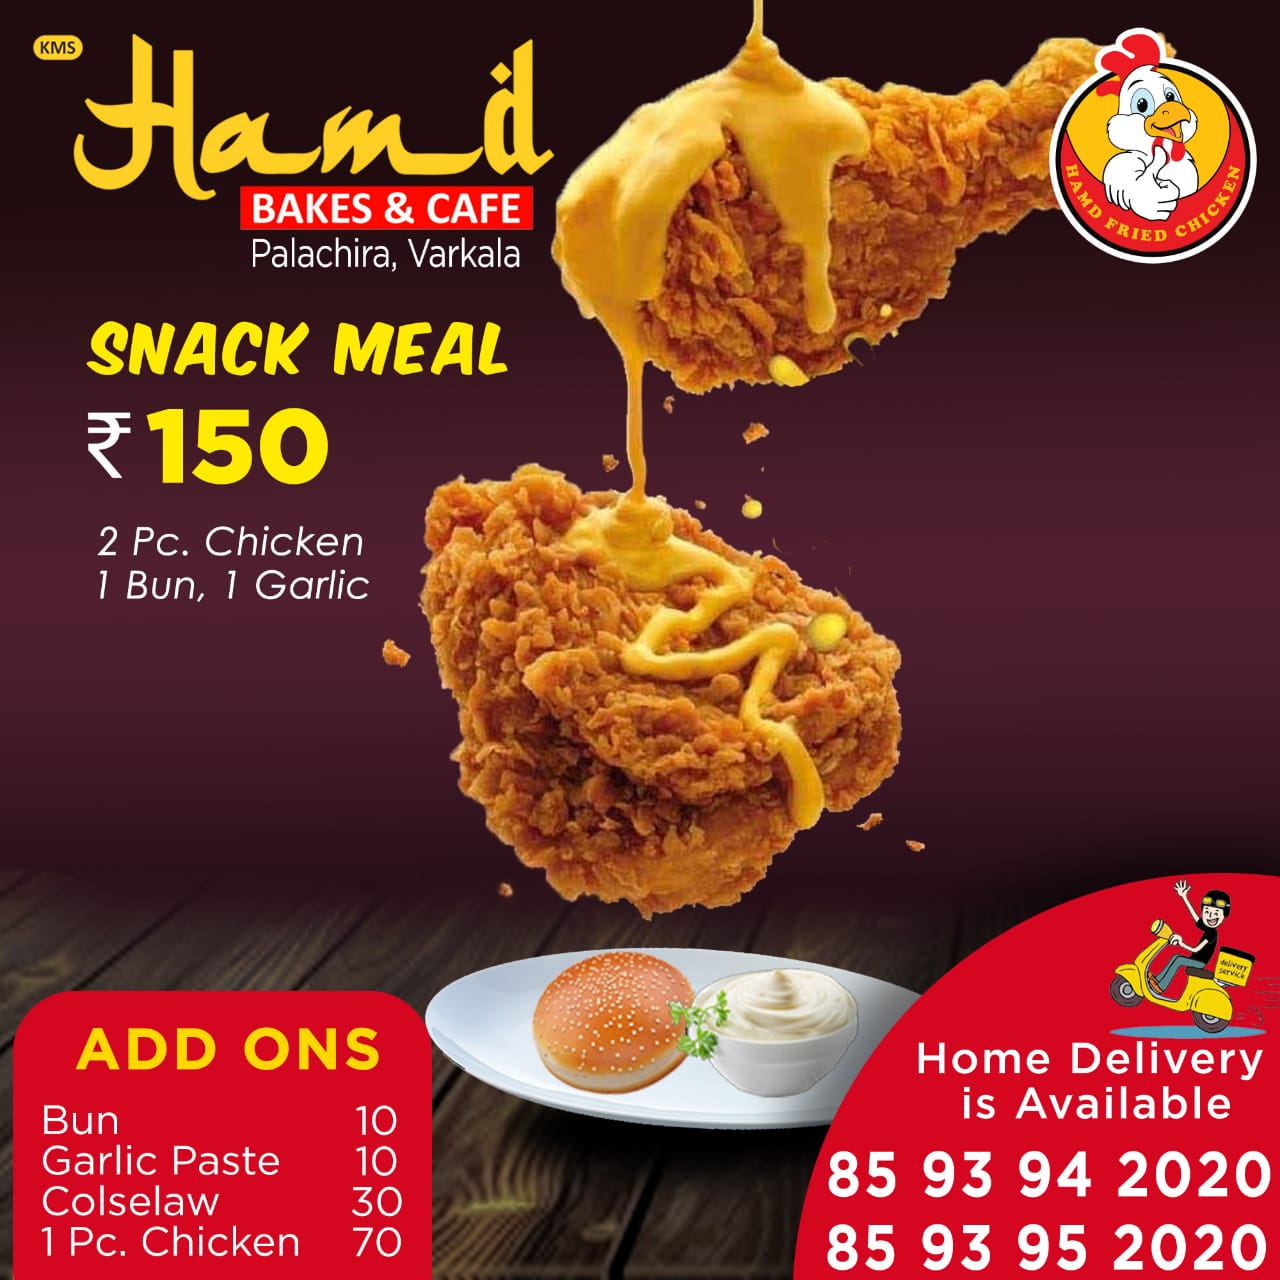 KMS
Hamd
BAKES & CAFE
Palachira, Varkala
HAMD FRIED CHICKEN
SNACK MEAL
₹150
2 Pc. Chicken
1 Bun, 1 Garlic
delivery
service
Home Delivery
is Available
85 93 94 2020
85 93 95 2020
ADD ONS
Bun 10
Garlic Paste 10
Colselaw 30
1 Pc. Chicken 70